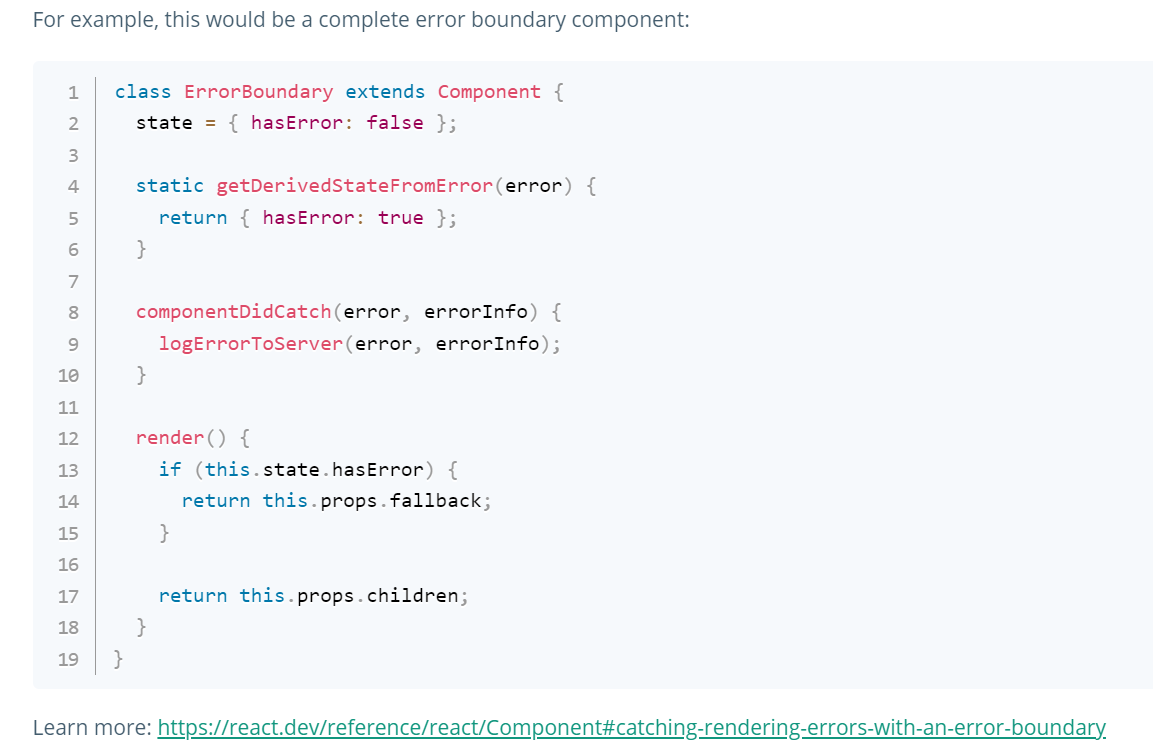 For example, this would be a complete error boundary component:
1 class ErrorBoundary extends Component {
2   state = { hasError: false };
3
4   static getDerivedStateFromError(error) {
5     return { hasError: true };
6   }
7
8   componentDidCatch(error, errorInfo) {
9     logErrorToServer(error, errorInfo);
10   }
11
12   render() {
13     if (this.state.hasError) {
14       return this.props.fallback;
15     }
16
17     return this.props.children;
18   }
19 }
Learn more: https://react.dev/reference/react/Component#catching-rendering-errors-with-an-error-boundary